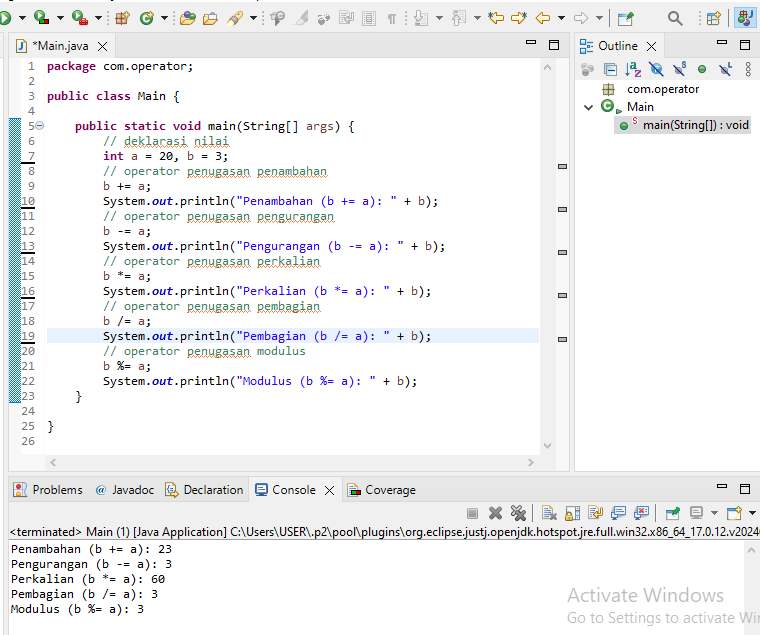 *Main.java
Outline
1 package com.operator;
2
3 public class Main {
4
5 public static void main(String[] args) {
6 // deklarasi nilai
7 int a = 20, b = 3;
8 // operator penugasan penambahan
9 b += a;
10 System.out.println("Penambahan (b += a): " + b);
11 // operator penugasan pengurangan
12 b -= a;
13 System.out.println("Pengurangan (b -= a): " + b);
14 // operator penugasan perkalian
15 b *= a;
16 System.out.println("Perkalian (b *= a): " + b);
17 // operator penugasan pembagian
18 b /= a;
19 System.out.println("Pembagian (b /= a): " + b);
20 // operator penugasan modulus
21 b %= a;
22 System.out.println("Modulus (b %= a): " + b);
23 }
24
25 }
26
com.operator
Main
main(String[]) : void
Problems @ Javadoc Declaration Console Coverage
<terminated> Main (1) [Java Application] C:\Users\USER\.p2\pool\plugins\org.eclipse.justj.openjdk.hotspot.jre.full.win32.x86_64_17.0.12.v2024
Penambahan (b += a): 23
Pengurangan (b -= a): 3
Perkalian (b *= a): 60
Pembagian (b /= a): 3
Modulus (b %= a): 3
Activate Windows
Go to Settings to activate Win